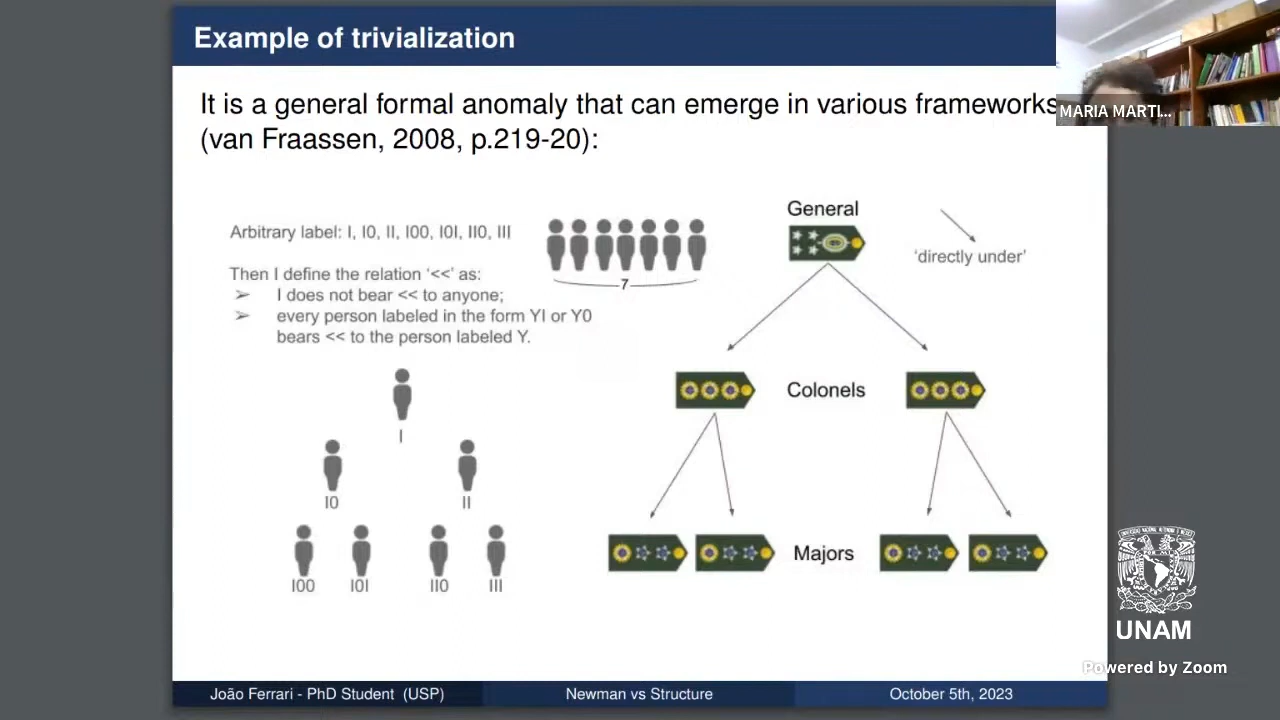 Example of trivialization
MARIA MARTI...
It is a general formal anomaly that can emerge in various frameworks
(van Fraassen, 2008, p.219-20):
General
Arbitrary label: I, I0, II, I00, I0I, II0, III
'directly under'
Then I define the relation '<<' as:
7
➢ I does not bear << to anyone;
➢ every person labeled in the form YI or Y0
bears << to the person labeled Y.
Colonels
I
I0 II
Majors
I00 I0I II0 III
UNAM
Powered by Zoom
João Ferrari - PhD Student (USP) Newman vs Structure October 5th, 2023